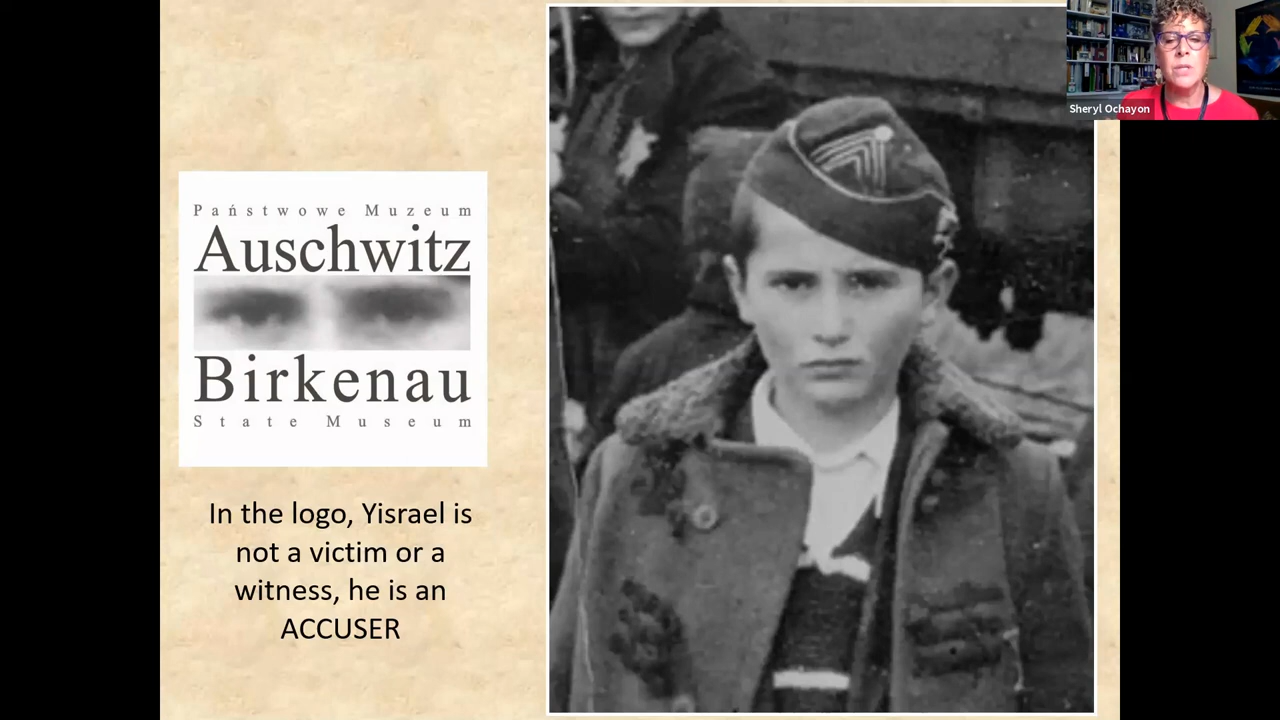 Państwowe Muzeum
Auschwitz
Birkenau
State Museum
In the logo, Yisrael is
not a victim or a
witness, he is an
ACCUSER
Sheryl Ochayon